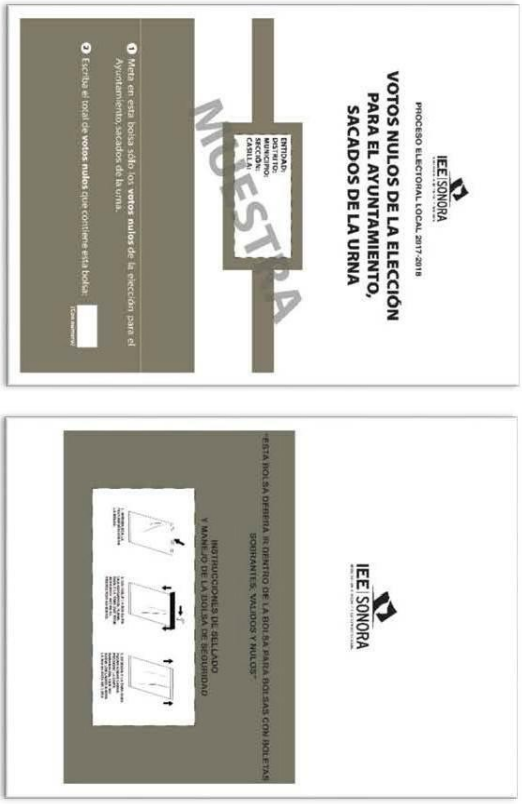 IEE SONORA
PROCESO ELECTORAL LOCAL 2017-2018
VOTOS NULOS DE LA ELECCIÓN
PARA EL AYUNTAMIENTO,
SACADOS DE LA URNA
ENTIDAD:
DISTRITO:
MUNICIPIO:
SECCIÓN:
CASILLA:
MUESTRA
1 Meta en esta bolsa sólo los votos nulos de la elección para el
Ayuntamiento, sacados de la urna.
2 Escriba el total de votos nulos que contiene esta bolsa:
(Con número)
IEE SONORA
"ESTA BOLSA DEBERA IR DENTRO DE LA BOLSA PARA BOLSAS CON BOLETAS
SOBRANTES, VALIDOS Y NULOS"
INSTRUCCIONES DE SELLADO
Y MANEJO DE LA BOLSA DE SEGURIDAD